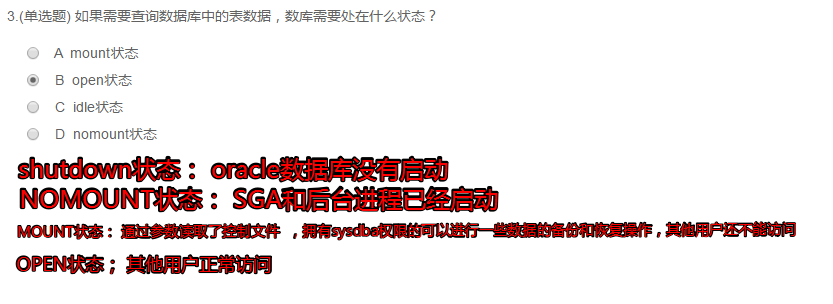 3.(单选题) 如果需要查询数据库中的表数据，数库需要处在什么状态？
A mount状态
B open状态
C idle状态
D nomount状态
shutdown状态： oracle数据库没有启动
NOMOUNT状态： SGA和后台进程已经启动
MOUNT状态： 通过参数读取了控制文件 ，拥有sysdba权限的可以进行一些数据的备份和恢复操作，其他用户还不能访问
OPEN状态； 其他用户正常访问